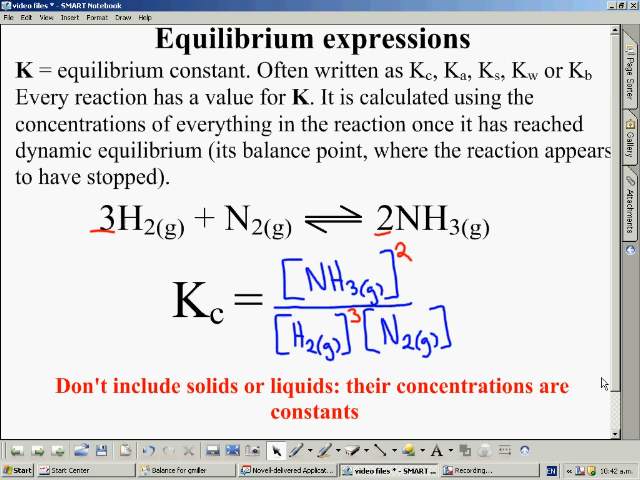 video files * - SMART Notebook
File Edit View Insert Format Draw Help
Equilibrium expressions
K = equilibrium constant. Often written as Kc, Ka, Ks, Kw or Kb
Every reaction has a value for K. It is calculated using the
concentrations of everything in the reaction once it has reached
dynamic equilibrium (its balance point, where the reaction appears
to have stopped).
3H2(g) + N2(g) ⇌ 2NH3(g)
Kc = [NH3(g)]^2 / [H2(g)]^3 [N2(g)]
Don't include solids or liquids: their concentrations are
constants
Page Sorter
Gallery
Attachments
Start Start Center Balance for qmiller Novell-delivered Applicat... video files * - SMART ... Recording... EN 10:42 a.m.